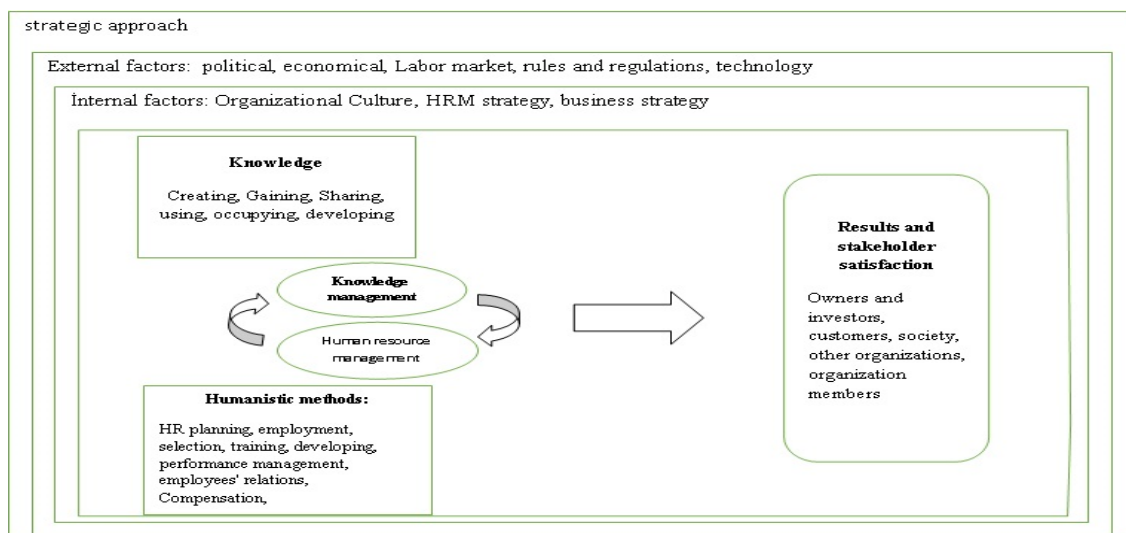 strategic approach
External factors:  political, economical, Labor market, rules and regulations, technology
İnternal factors: Organizational Culture, HRM strategy, business strategy
Knowledge
Creating, Gaining, Sharing,
using, occupying, developing
Knowledge
management
Human resource
management
Humanistic methods:
HR planning, employment,
selection, training, developing,
performance management,
employees' relations,
Compensation,
Results and
stakeholder
satisfaction
Owners and
investors,
customers, society,
other organizations,
organization
members